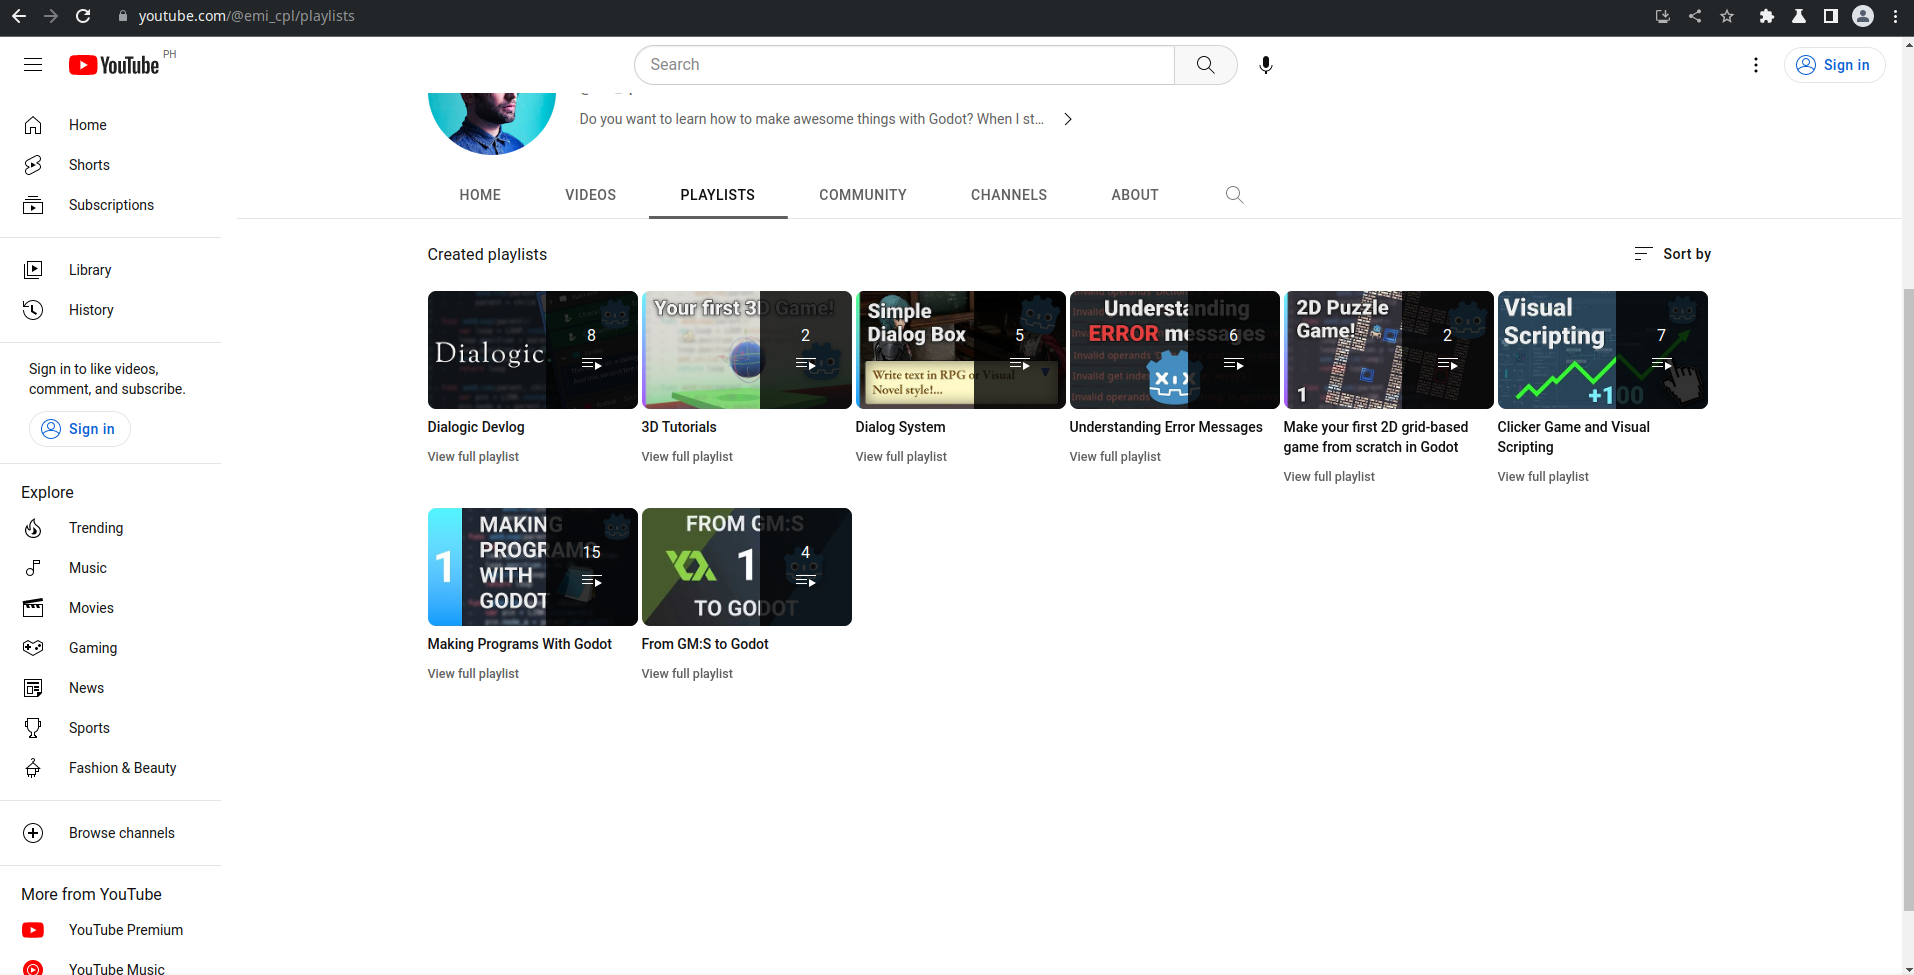 youtube.com/@emi_cpl/playlists
YouTube PH
Search
Sign in
Home
Shorts
Subscriptions
Library
History
Sign in to like videos,
comment, and subscribe.
Sign in
Explore
Trending
Music
Movies
Gaming
News
Sports
Fashion & Beauty
Browse channels
More from YouTube
YouTube Premium
YouTube Music
Do you want to learn how to make awesome things with Godot? When I st...
HOME VIDEOS PLAYLISTS COMMUNITY CHANNELS ABOUT
Created playlists
Sort by
Dialogic
8
Dialogic Devlog
View full playlist
Your first 3D Game!
2
3D Tutorials
View full playlist
Simple
Dialog Box
Write text in RPG or Visual
Novel style!...
5
Dialog System
View full playlist
Understanding
ERROR messages
Invalid operands
Invalid get index
Invalid operands
6
Understanding Error Messages
View full playlist
2D Puzzle
Game!
1
2
Make your first 2D grid-based
game from scratch in Godot
View full playlist
Visual
Scripting
+100
7
Clicker Game and Visual
Scripting
View full playlist
1
MAKING
PROGRAMS
WITH
GODOT
15
Making Programs With Godot
View full playlist
FROM GM:S
1
TO GODOT
4
From GM:S to Godot
View full playlist